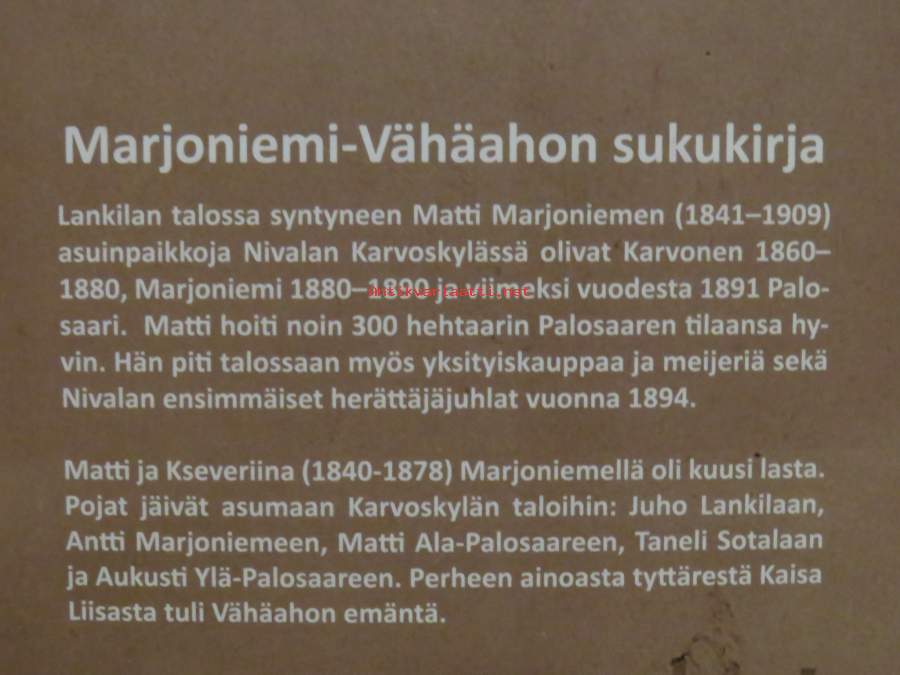 Marjoniemi-Vähäahon sukukirja
Lankilan talossa syntyneen Matti Marjoniemen (1841–1909)
asuinpaikkoja Nivalan Karvoskylässä olivat Karvonen 1860–
1880, Marjoniemi 1880– ja vuodesta 1891 Palo-
saari. Matti hoiti noin 300 hehtaarin Palosaaren tilaansa hy-
vin. Hän piti talossaan myös yksityiskauppaa ja meijeriä sekä
Nivalan ensimmäiset herättäjäjuhlat vuonna 1894.
Matti ja Kseveriina (1840-1878) Marjoniemellä oli kuusi lasta.
Pojat jäivät asumaan Karvoskylän taloihin: Juho Lankilaan,
Antti Marjoniemeen, Matti Ala-Palosaareen, Taneli Sotalaan
ja Aukusti Ylä-Palosaareen. Perheen ainoasta tyttärestä Kaisa
Liisasta tuli Vähäahon emäntä.